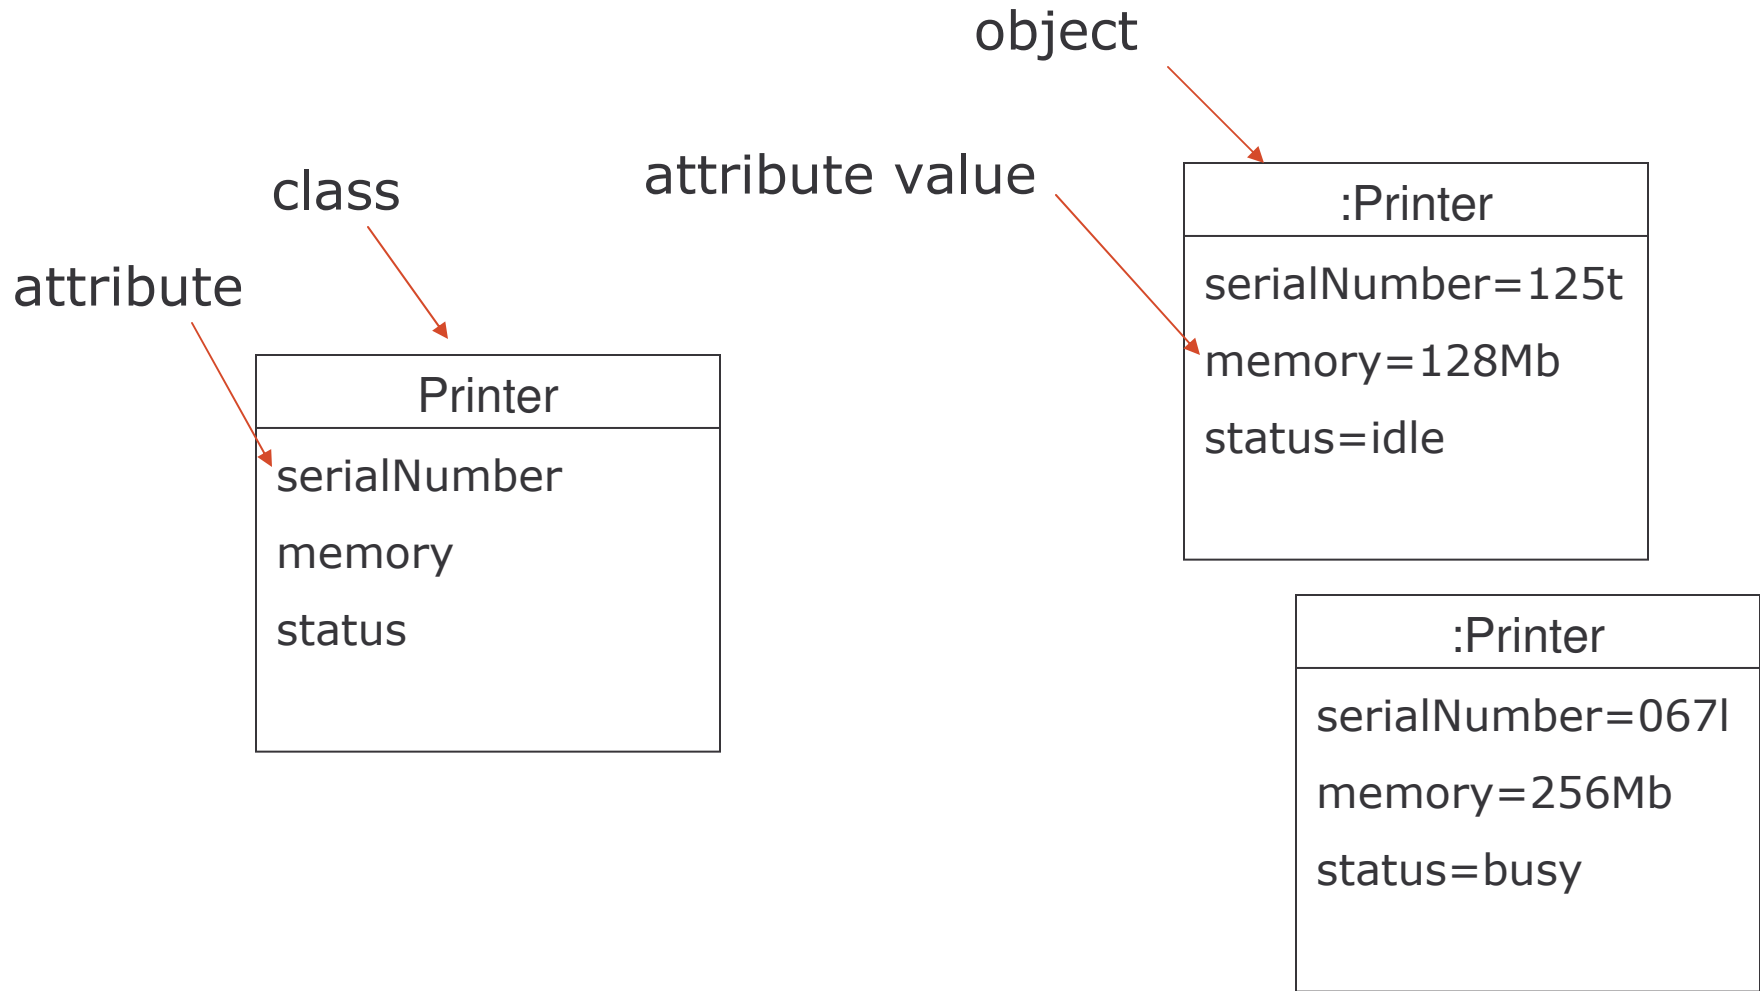 object
attribute value
class
attribute
Printer
serialNumber
memory
status
:Printer
serialNumber=125t
memory=128Mb
status=idle
:Printer
serialNumber=067l
memory=256Mb
status=busy